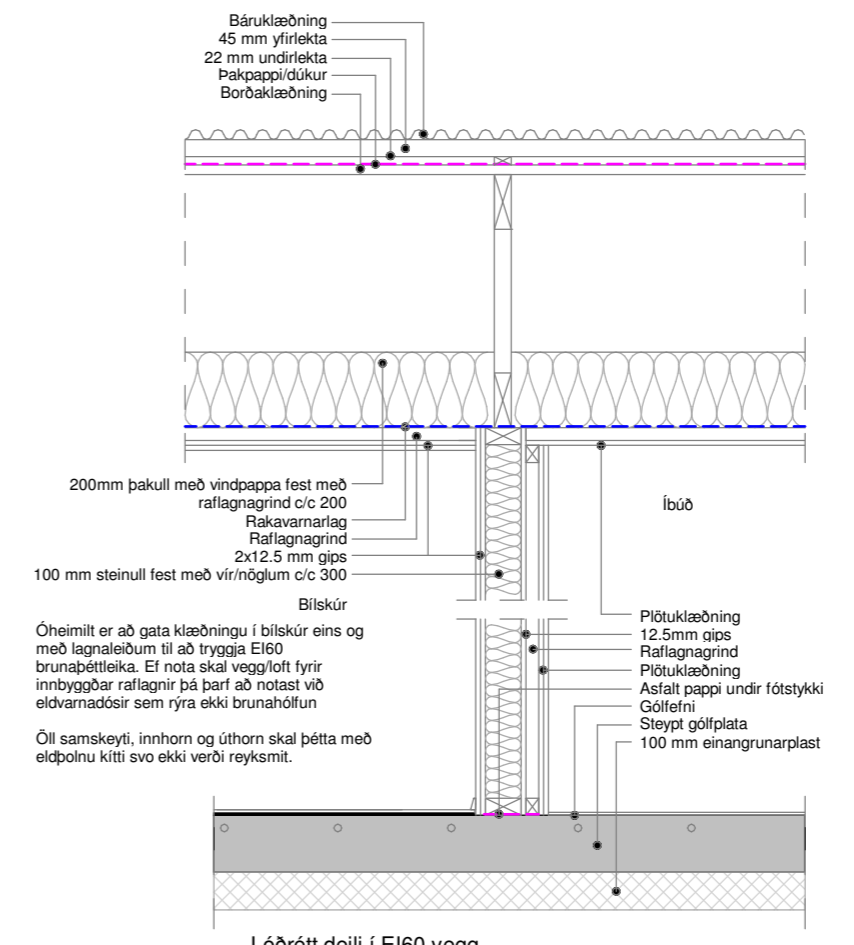 Báruklæðning
45 mm yfirlekta
22 mm undirlekta
Þakpappi/dúkur
Borðaklæðning
200mm þakull með vindpappa fest með
raflagnagrind c/c 200
Rakavarnarlag
Raflagnagrind
2x12.5 mm gips
100 mm steinull fest með vír/nöglum c/c 300
Bílskúr
Óheimilt er að gata klæðningu í bílskúr eins og
með lagnaleiðum til að tryggja EI60
brunaþéttleika. Ef nota skal vegg/loft fyrir
innbyggðar raflagnir þá þarf að notast við
eldvarnadósir sem rýra ekki brunahólfun
Öll samskeyti, innhorn og úthorn skal þétta með
eldþolnu kítti svo ekki verði reyksmit.
Íbúð
Plötuklæðning
12.5mm gips
Raflagnagrind
Plötuklæðning
Asfalt pappi undir fótstykki
Gólfefni
Steypt gólfplata
100 mm einangrunarplast
Lóðrétt deili í EI60 vegg